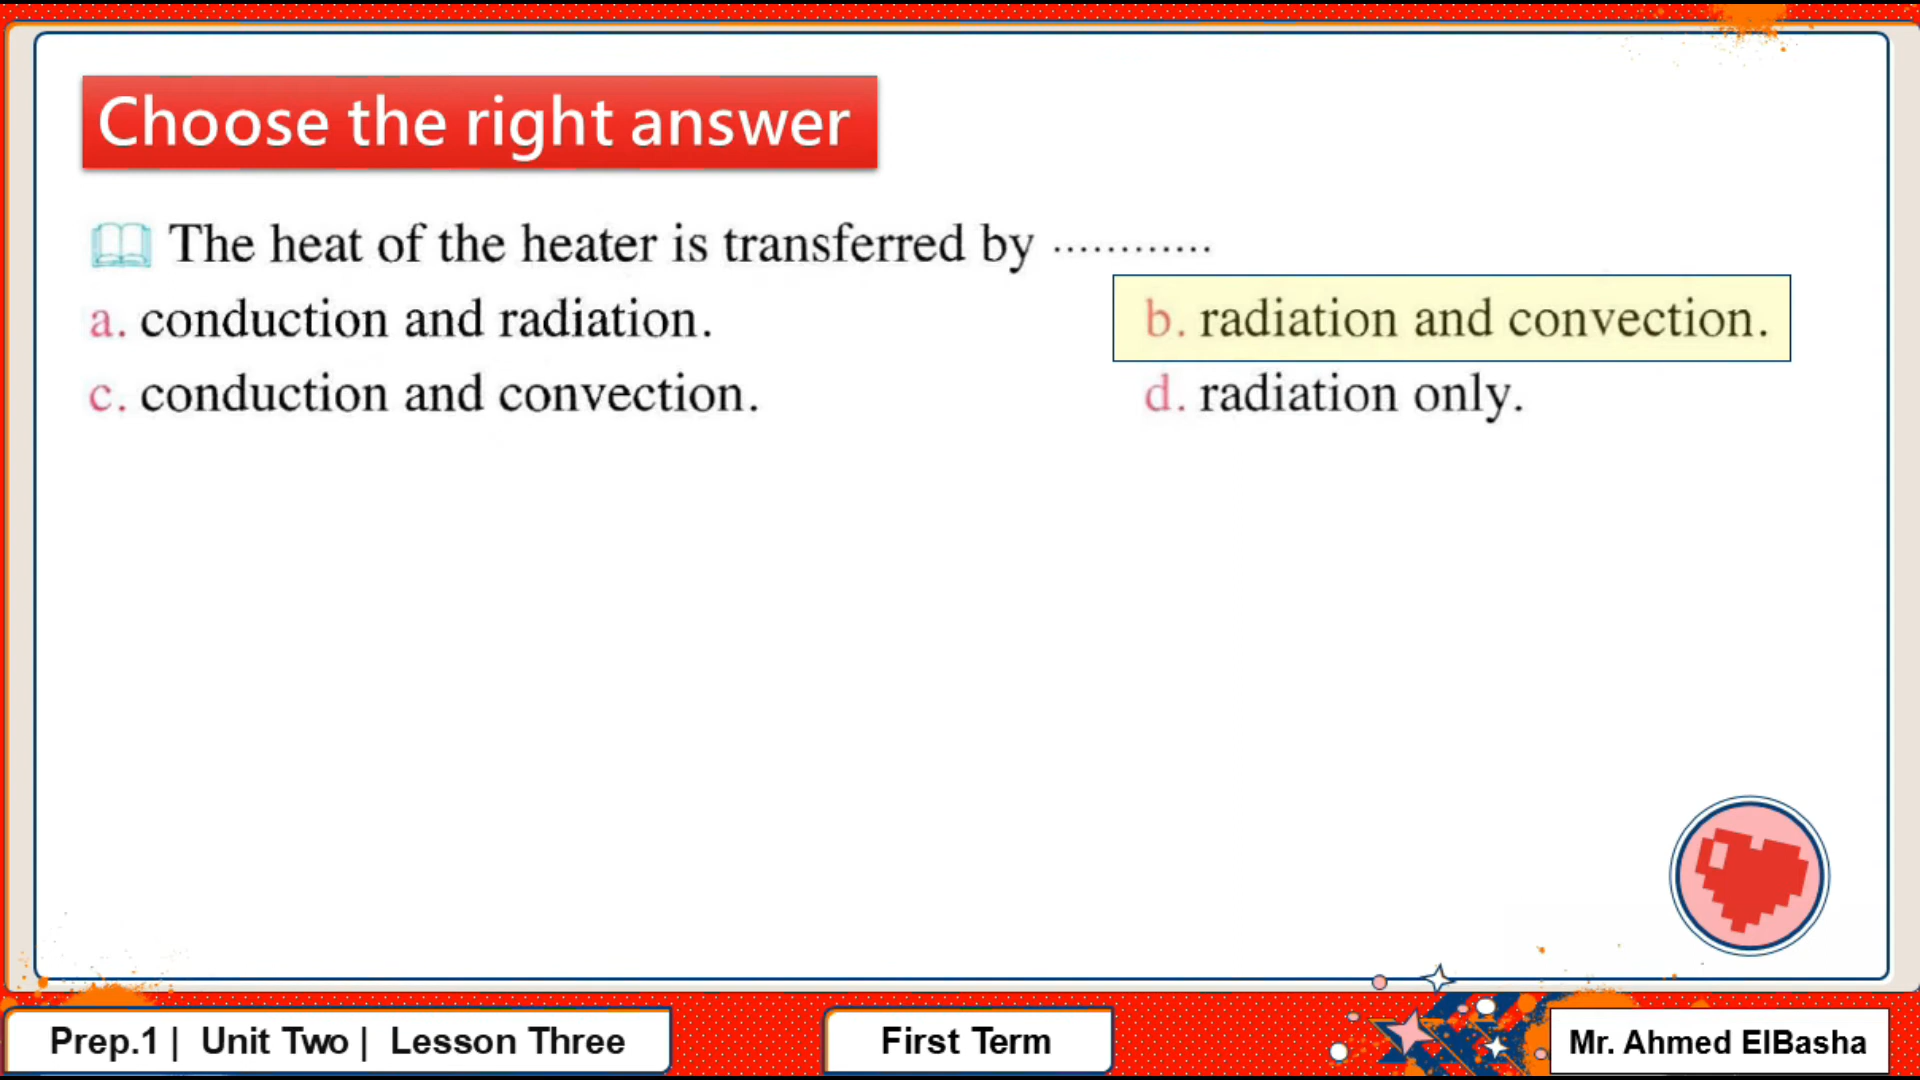 Choose the right answer
The heat of the heater is transferred by ............
a. conduction and radiation.
b. radiation and convection.
c. conduction and convection.
d. radiation only.
Prep.1 | Unit Two | Lesson Three
First Term
Mr. Ahmed ElBasha